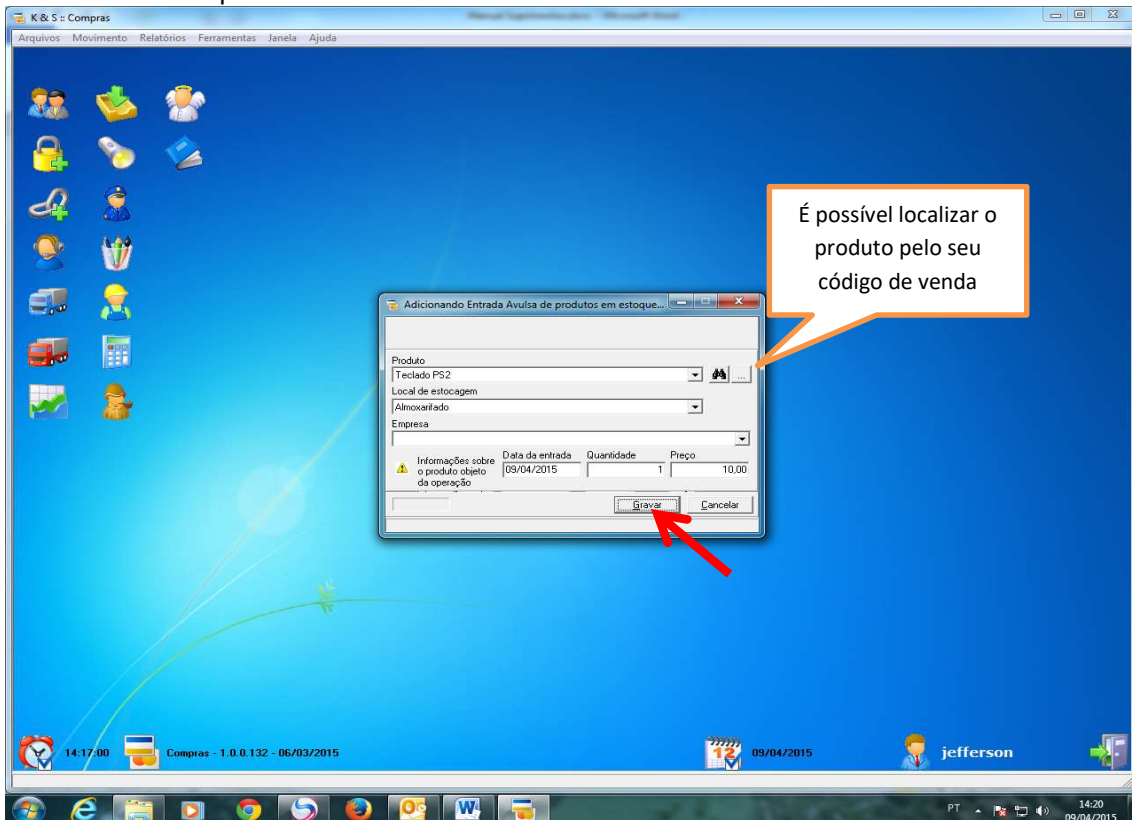 K & S :: Compras
Arquivos Movimento Relatórios Ferramentas Janela Ajuda
É possível localizar o
produto pelo seu
código de venda
Adicionando Entrada Avulsa de produtos em estoque...
Produto
Teclado PS2
...
Local de estocagem
Almoxarifado
Empresa
Informações sobre
o produto objeto
da operação
Data da entrada Quantidade Preço
09/04/2015 1 10,00
Gravar Cancelar
14:17:00 Compras - 1.0.0.132 - 06/03/2015 12 09/04/2015 jefferson
PT 14:20
09/04/2015